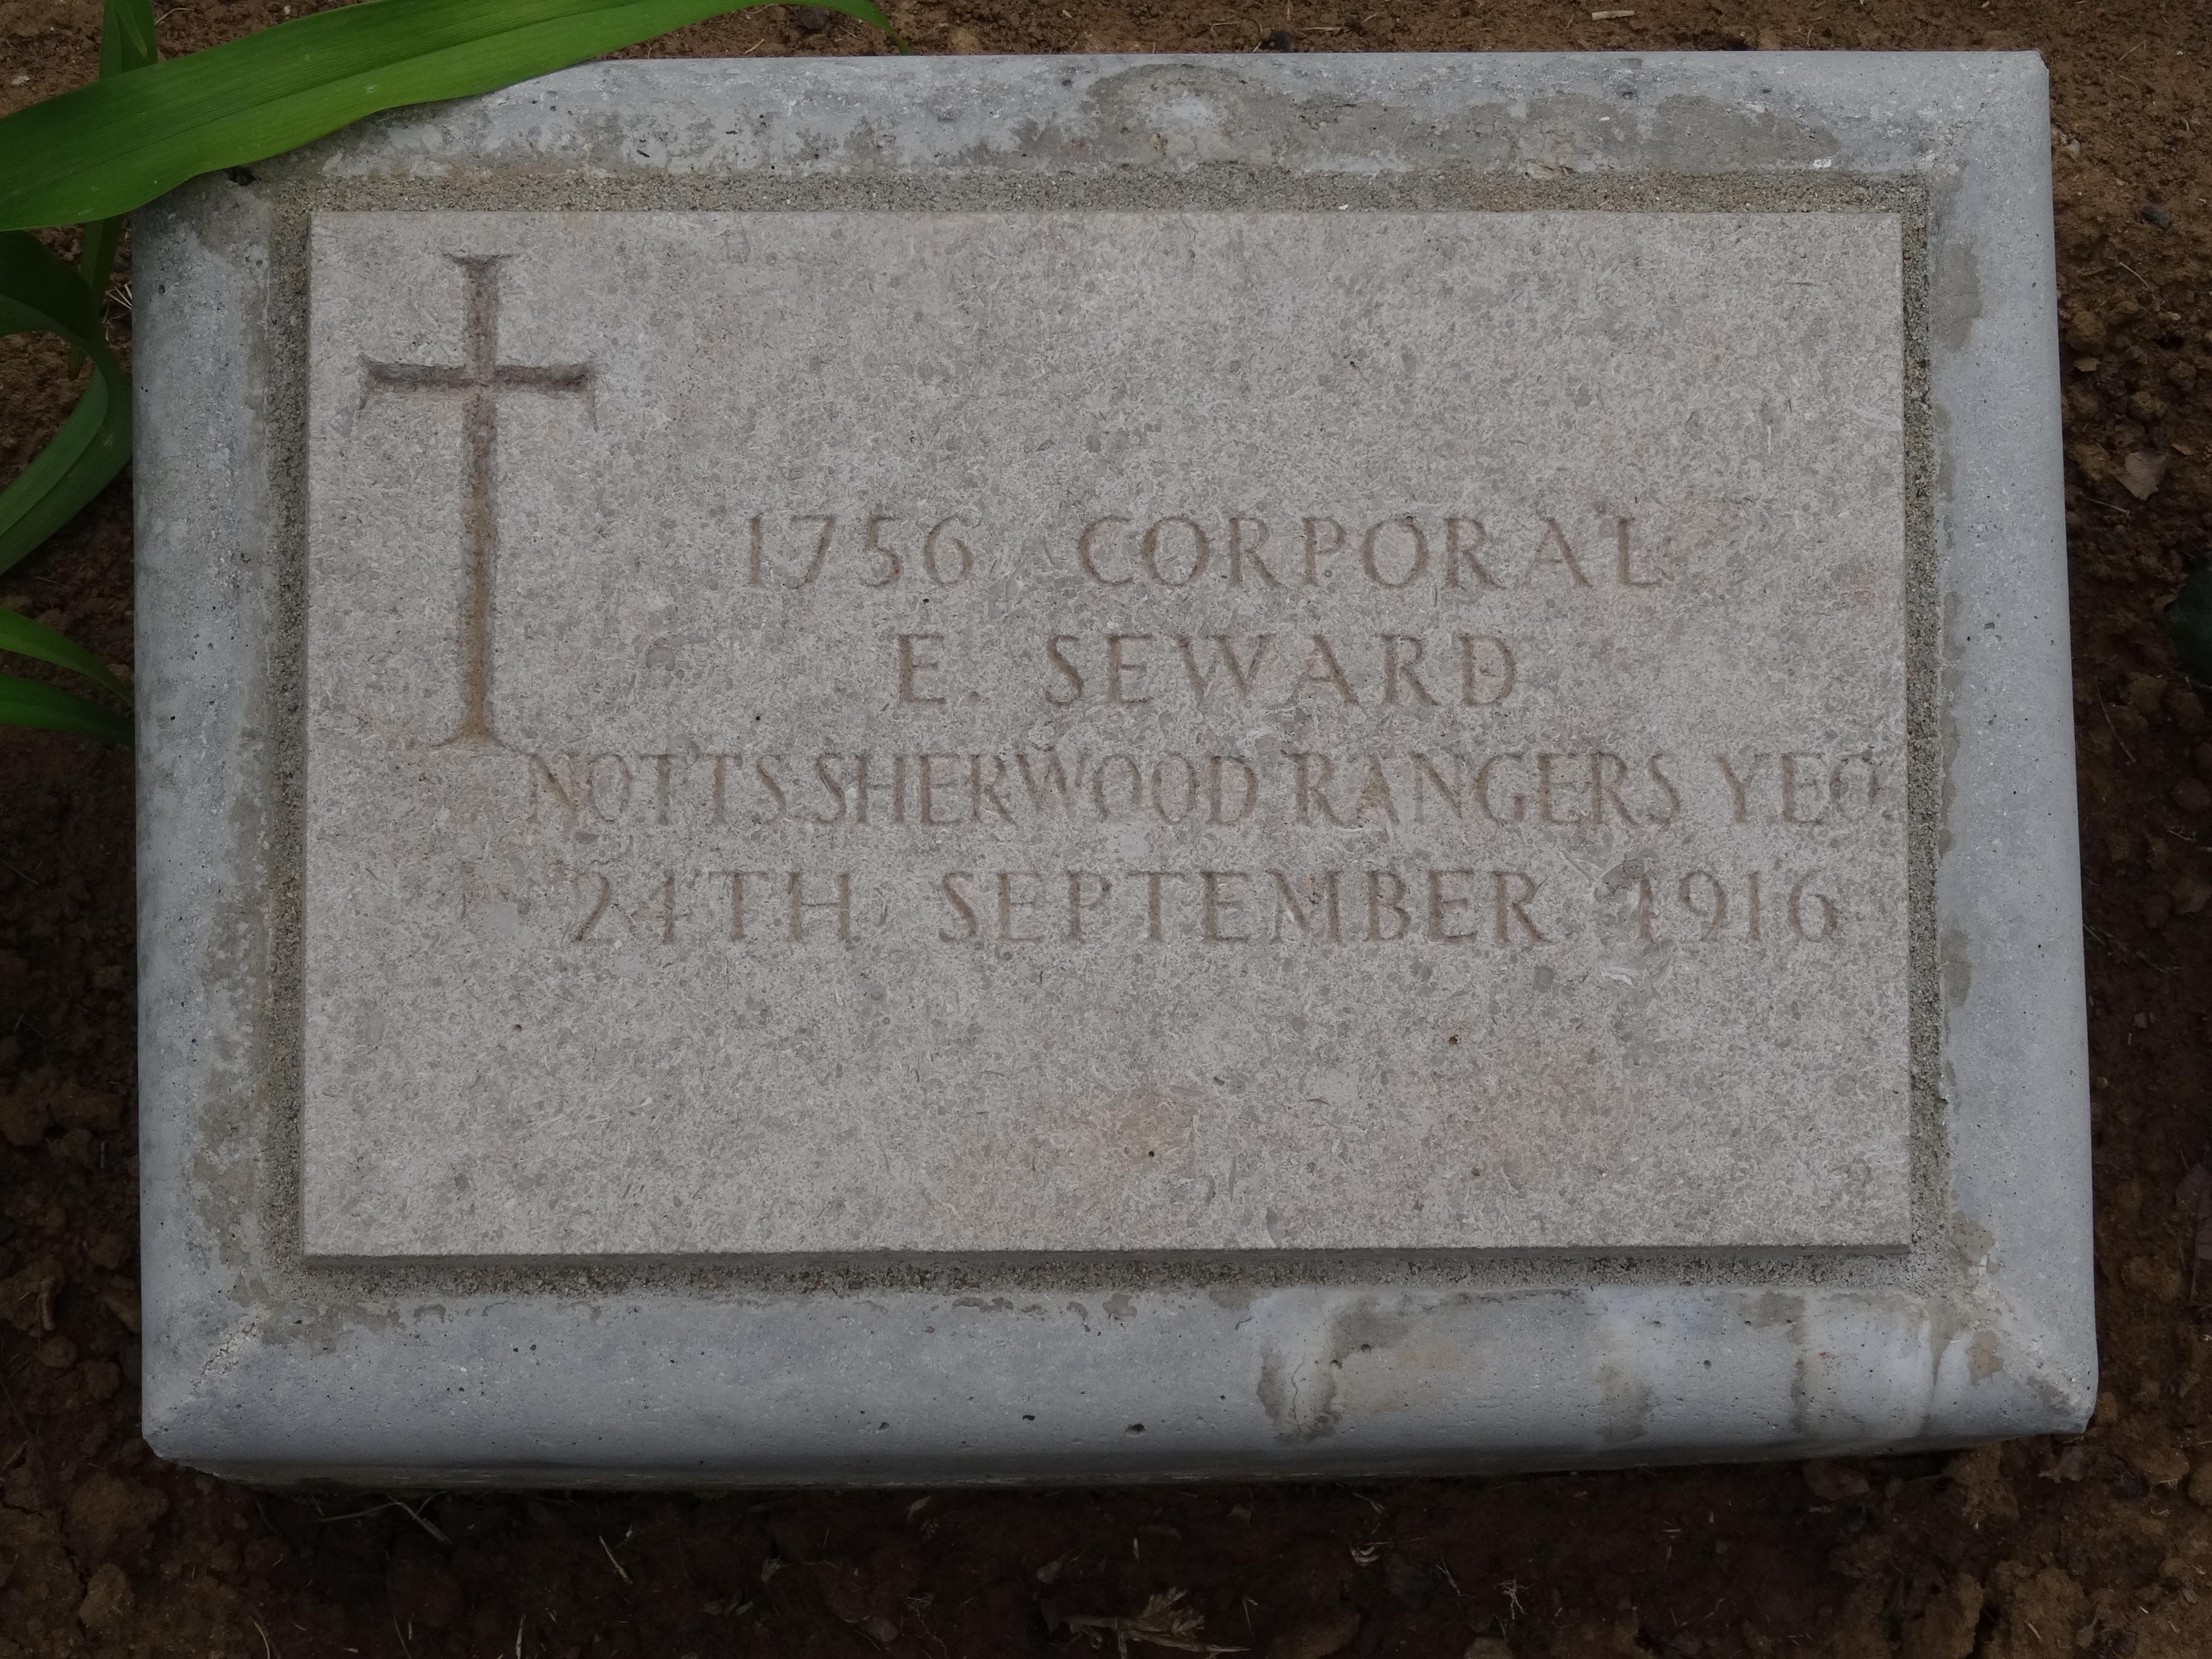 1756 CORPORAL
E. SEWARD
NOTTS SHERWOOD RANGERS YEO
24TH SEPTEMBER 1916